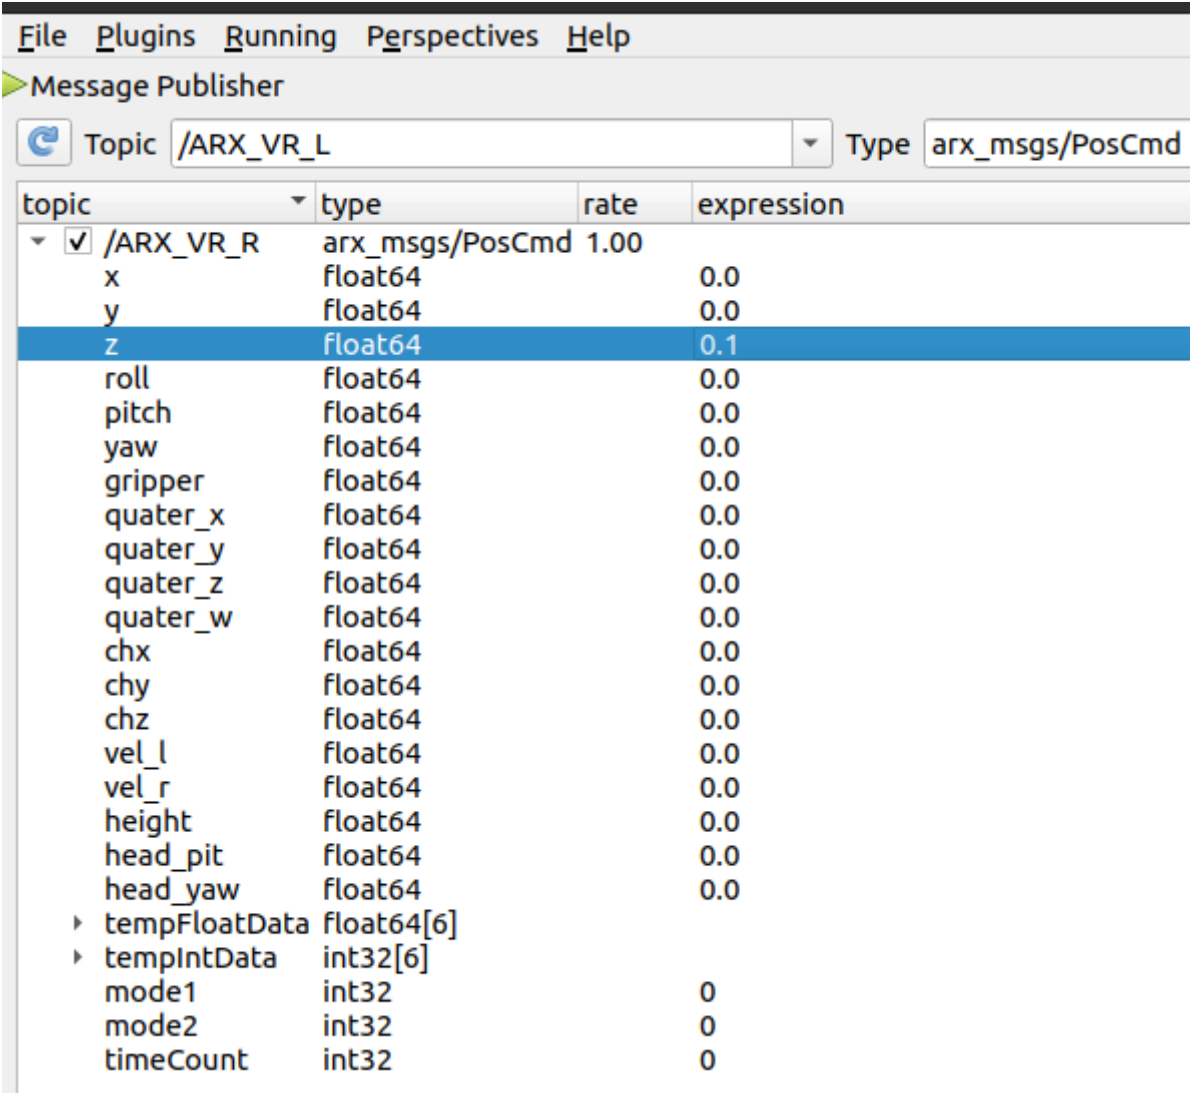 File Plugins Running Perspectives Help
Message Publisher
Topic /ARX_VR_L Type arx_msgs/PosCmd
topic type rate expression
/ARX_VR_R arx_msgs/PosCmd 1.00
x float64 0.0
y float64 0.0
z float64 0.1
roll float64 0.0
pitch float64 0.0
yaw float64 0.0
gripper float64 0.0
quater_x float64 0.0
quater_y float64 0.0
quater_z float64 0.0
quater_w float64 0.0
chx float64 0.0
chy float64 0.0
chz float64 0.0
vel_l float64 0.0
vel_r float64 0.0
height float64 0.0
head_pit float64 0.0
head_yaw float64 0.0
tempFloatData float64[6]
tempIntData int32[6]
mode1 int32 0
mode2 int32 0
timeCount int32 0